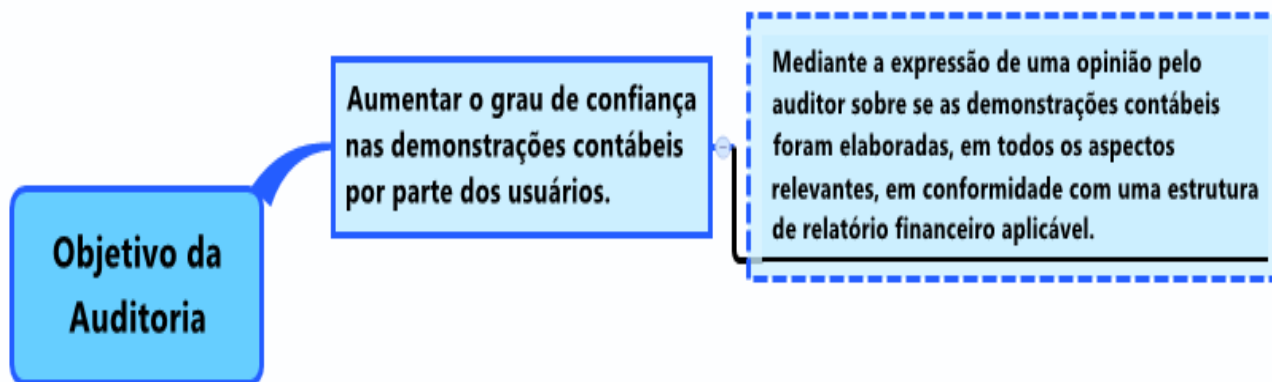 Objetivo da
Auditoria
Aumentar o grau de confiança
nas demonstrações contábeis
por parte dos usuários.
Mediante a expressão de uma opinião pelo
auditor sobre se as demonstrações contábeis
foram elaboradas, em todos os aspectos
relevantes, em conformidade com uma estrutura
de relatório financeiro aplicável.